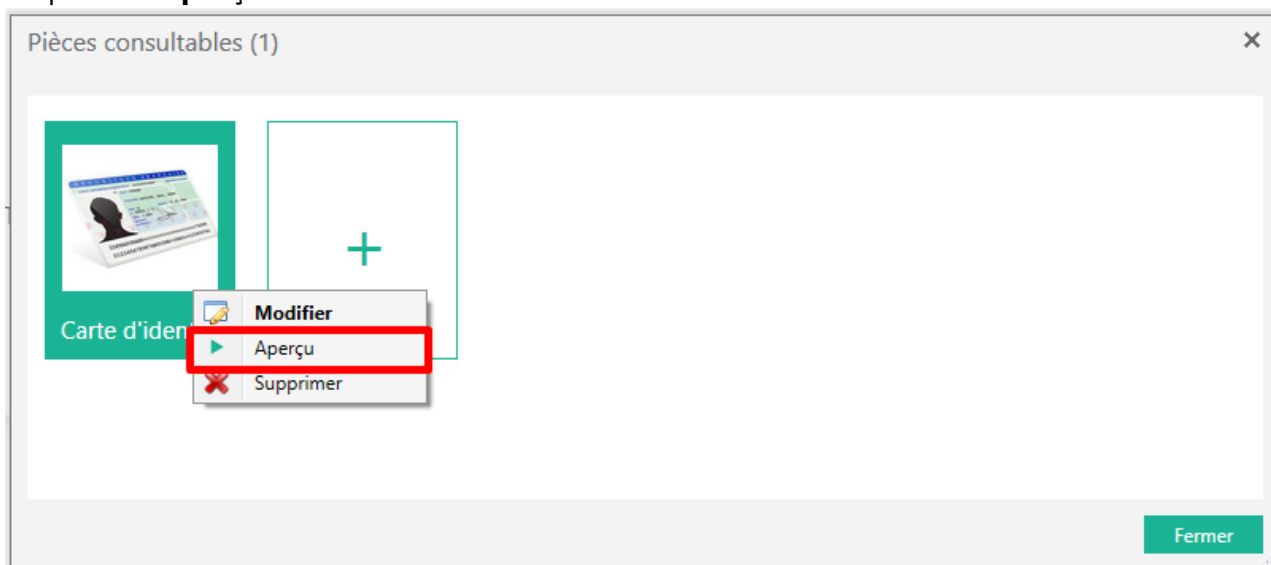 Pièces consultables (1)
Carte d'iden
Modifier
Aperçu
Supprimer
Fermer